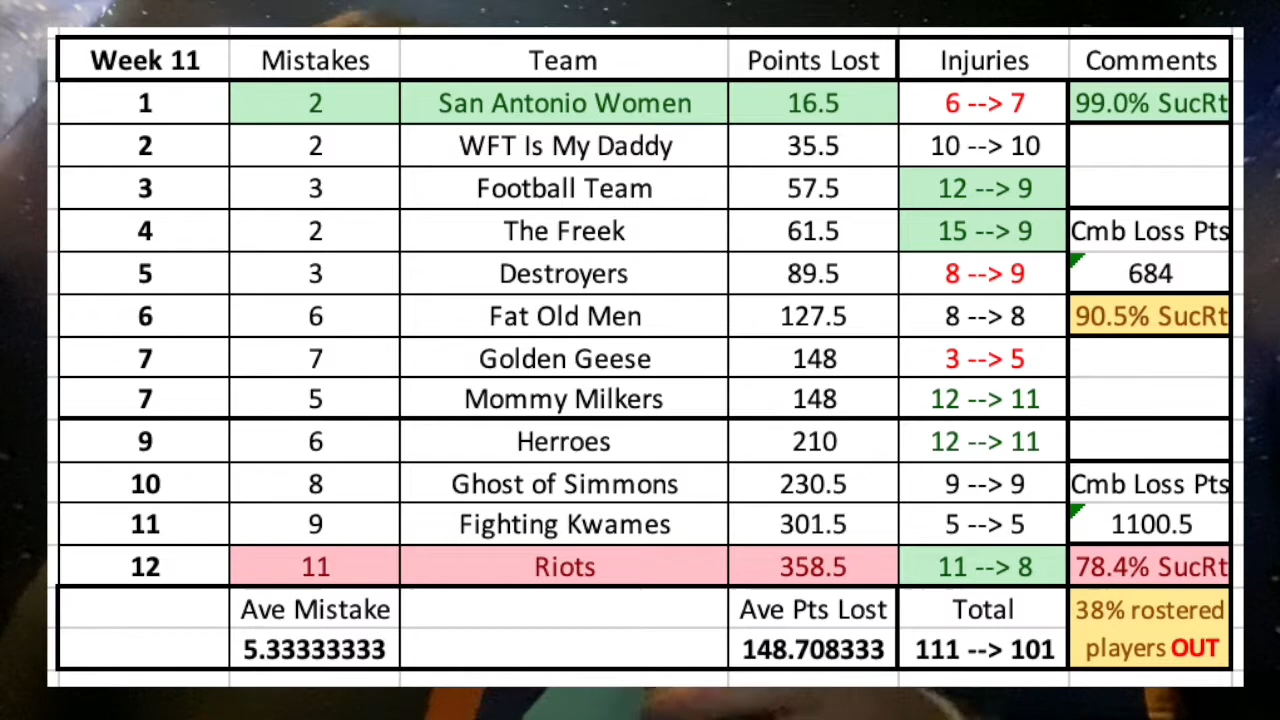 Week 11 Mistakes Team Points Lost Injuries Comments
1 2 San Antonio Women 16.5 6 --> 7 99.0% SucRt
2 2 WFT Is My Daddy 35.5 10 --> 10
3 3 Football Team 57.5 12 --> 9
4 2 The Freek 61.5 15 --> 9 Cmb Loss Pts
5 3 Destroyers 89.5 8 --> 9 684
6 6 Fat Old Men 127.5 8 --> 8 90.5% SucRt
7 7 Golden Geese 148 3 --> 5
7 5 Mommy Milkers 148 12 --> 11
9 6 Herroes 210 12 --> 11
10 8 Ghost of Simmons 230.5 9 --> 9 Cmb Loss Pts
11 9 Fighting Kwames 301.5 5 --> 5 1100.5
12 11 Riots 358.5 11 --> 8 78.4% SucRt
Ave Mistake Ave Pts Lost Total 38% rostered
5.33333333 148.708333 111 --> 101 players OUT